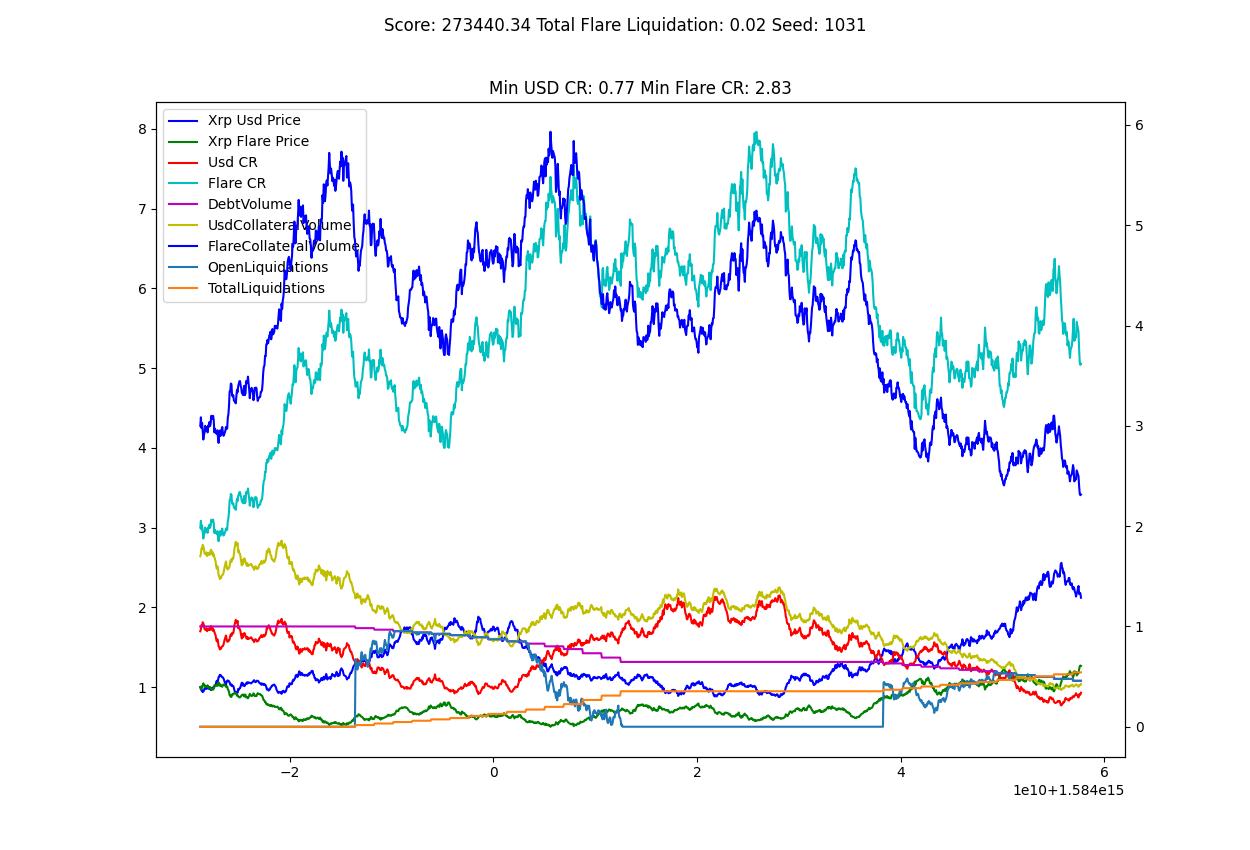 Score: 273440.34 Total Flare Liquidation: 0.02 Seed: 1031
Min USD CR: 0.77 Min Flare CR: 2.83
Xrp Usd Price
Xrp Flare Price
Usd CR
Flare CR
DebtVolume
UsdCollateralVolume
FlareCollateralVolume
OpenLiquidations
TotalLiquidations
8
7
6
5
4
3
2
1
6
5
4
3
2
1
0
−2
0
2
4
6
1e10+1.584e15